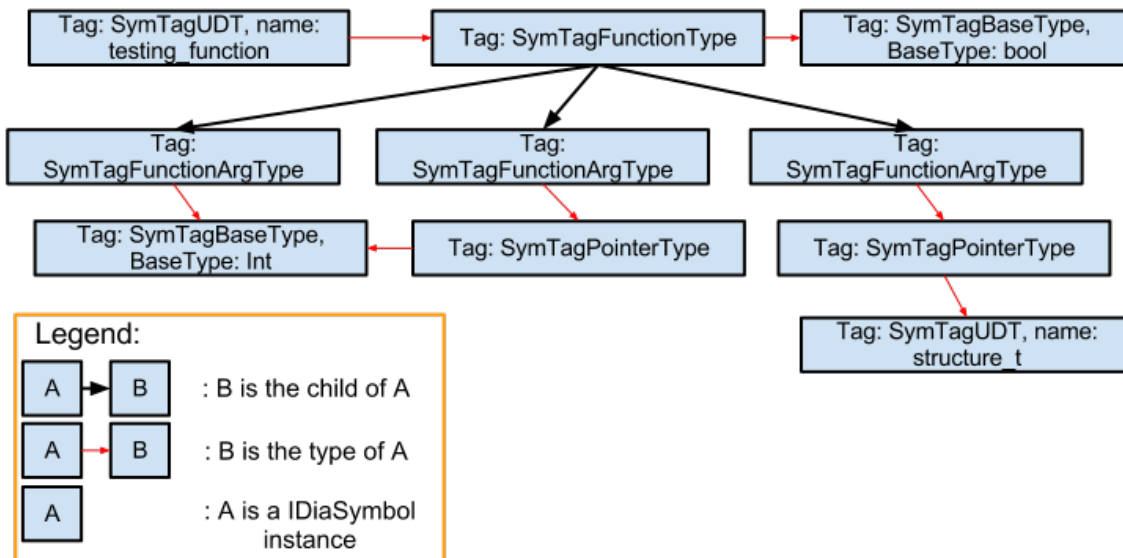 Tag: SymTagUDT, name:
testing_function
Tag: SymTagFunctionType
Tag: SymTagBaseType,
BaseType: bool
Tag:
SymTagFunctionArgType
Tag:
SymTagFunctionArgType
Tag:
SymTagFunctionArgType
Tag: SymTagBaseType,
BaseType: Int
Tag: SymTagPointerType
Tag: SymTagPointerType
Tag: SymTagUDT, name:
structure_t
Legend:
A B : B is the child of A
A B : B is the type of A
A : A is a IDiaSymbol
instance